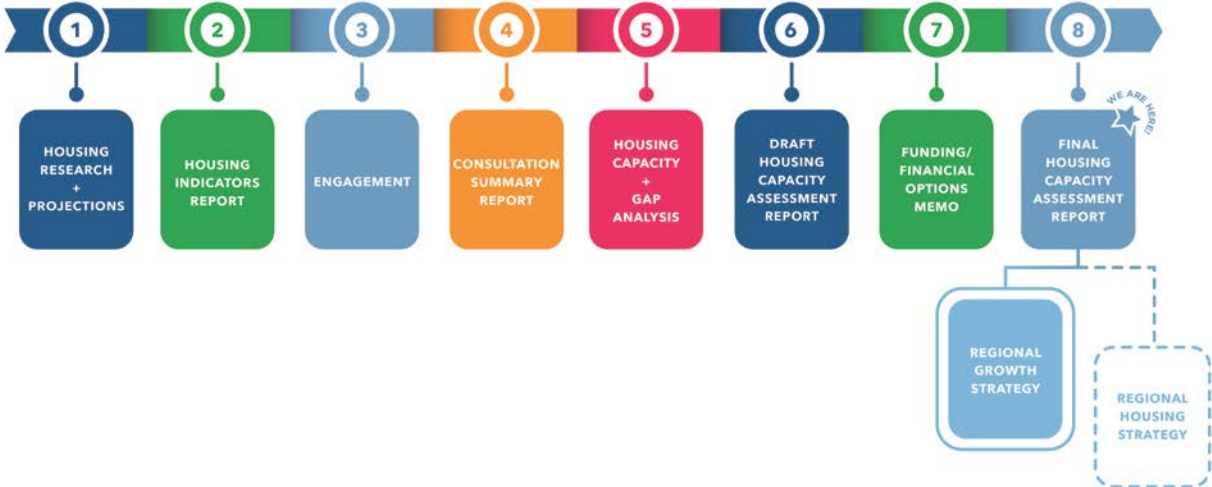 1
2
3
4
5
6
7
8
HOUSING
RESEARCH
+
PROJECTIONS
HOUSING
INDICATORS
REPORT
ENGAGEMENT
CONSULTATION
SUMMARY
REPORT
HOUSING
CAPACITY
+
GAP
ANALYSIS
DRAFT
HOUSING
CAPACITY
ASSESSMENT
REPORT
FUNDING/
FINANCIAL
OPTIONS
MEMO
WE ARE HERE!
FINAL
HOUSING
CAPACITY
ASSESSMENT
REPORT
REGIONAL
GROWTH
STRATEGY
REGIONAL
HOUSING
STRATEGY